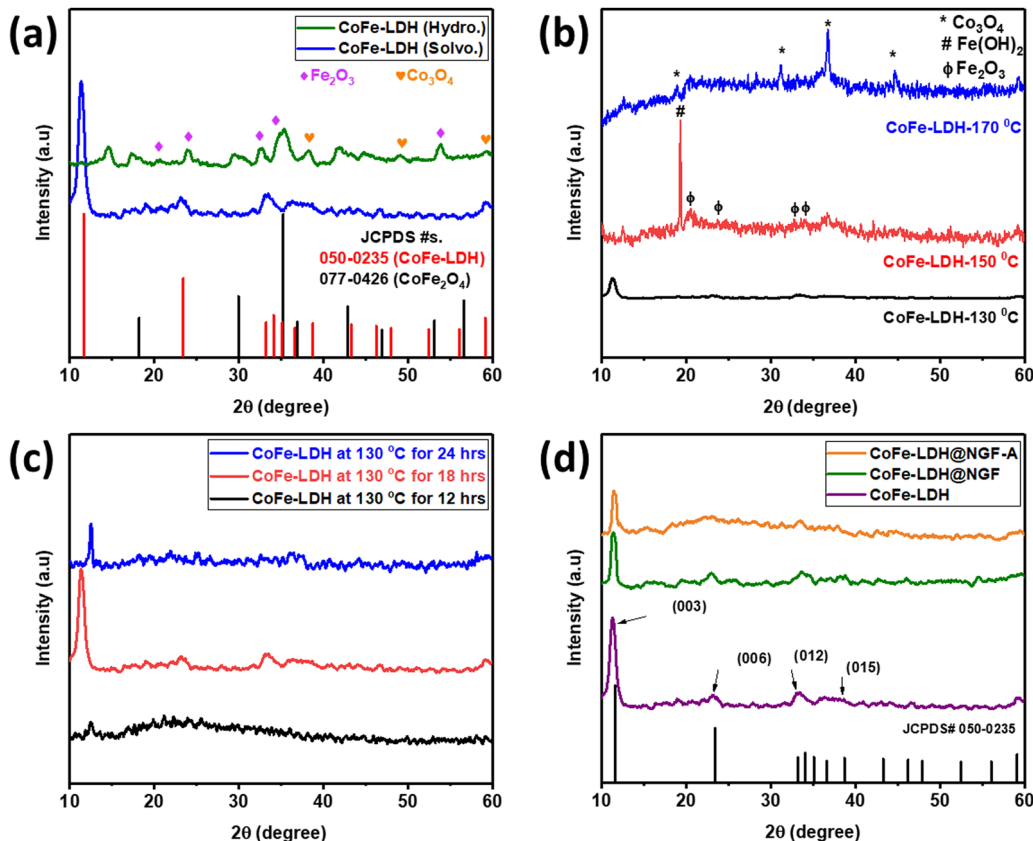 (a)
CoFe-LDH (Hydro.)
CoFe-LDH (Solvo.)
♦ Fe₂O₃ ♥ Co₃O₄
JCPDS #s.
050-0235 (CoFe-LDH)
077-0426 (CoFe₂O₄)
Intensity (a.u)
10 20 30 40 50 60
2θ (degree)
(b)
* Co₃O₄
# Fe(OH)₂
ϕ Fe₂O₃
* * * *
CoFe-LDH-170 ⁰C
#
ϕ ϕ ϕ ϕ
CoFe-LDH-150 ⁰C
CoFe-LDH-130 ⁰C
Intensity (a.u)
10 20 30 40 50 60
2θ (degree)
(c)
CoFe-LDH at 130 ⁰C for 24 hrs
CoFe-LDH at 130 ⁰C for 18 hrs
CoFe-LDH at 130 ⁰C for 12 hrs
Intensity (a.u)
10 20 30 40 50 60
2θ (degree)
(d)
CoFe-LDH@NGF-A
CoFe-LDH@NGF
CoFe-LDH
(003)
(006) (012) (015)
JCPDS# 050-0235
Intensity (a.u)
10 20 30 40 50 60
2θ (degree)